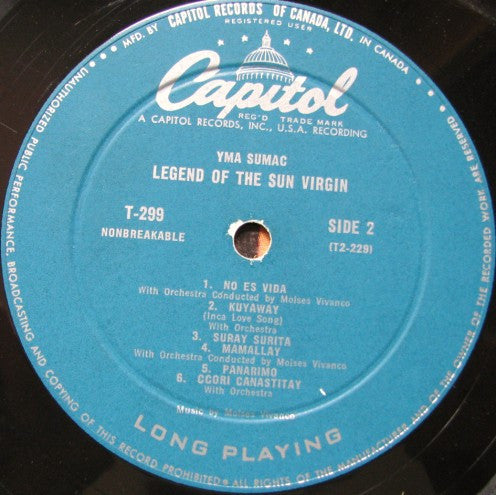 MFD. BY CAPITOL RECORDS OF CANADA, LTD. IN CANADA
REGISTERED USER
Capitol
REG'D TRADE MARK
A CAPITOL RECORDS, INC., U.S.A. RECORDING
YMA SUMAC
LEGEND OF THE SUN VIRGIN
T-299
NONBREAKABLE
SIDE 2
(T2-229)
1. NO ES VIDA
With Orchestra Conducted by Moises Vivanco
2. KUYAWAY
(Inca Love Song)
With Orchestra
3. SURAY SURITA
4. MAMALLAY
With Orchestra Conducted by Moises Vivanco
5. PANARIMO
6. CCORI CANASTITAY
With Orchestra
Music by Moises Vivanco
LONG PLAYING
UNAUTHORIZED PUBLIC PERFORMANCE, BROADCASTING AND COPYING OF THIS RECORD PROHIBITED • ALL RIGHTS OF THE MANUFACTURER AND OF THE OWNER OF THE RECORDED WORK ARE RESERVED